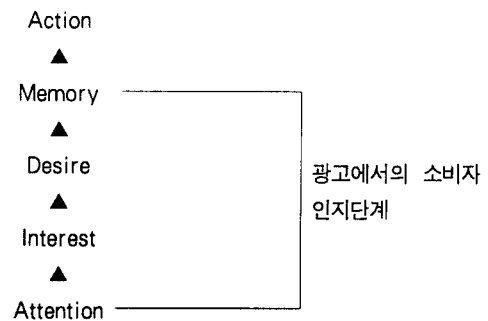 Action
▲
Memory
▲
Desire
▲
Interest
▲
Attention
광고에서의 소비자
인지단계